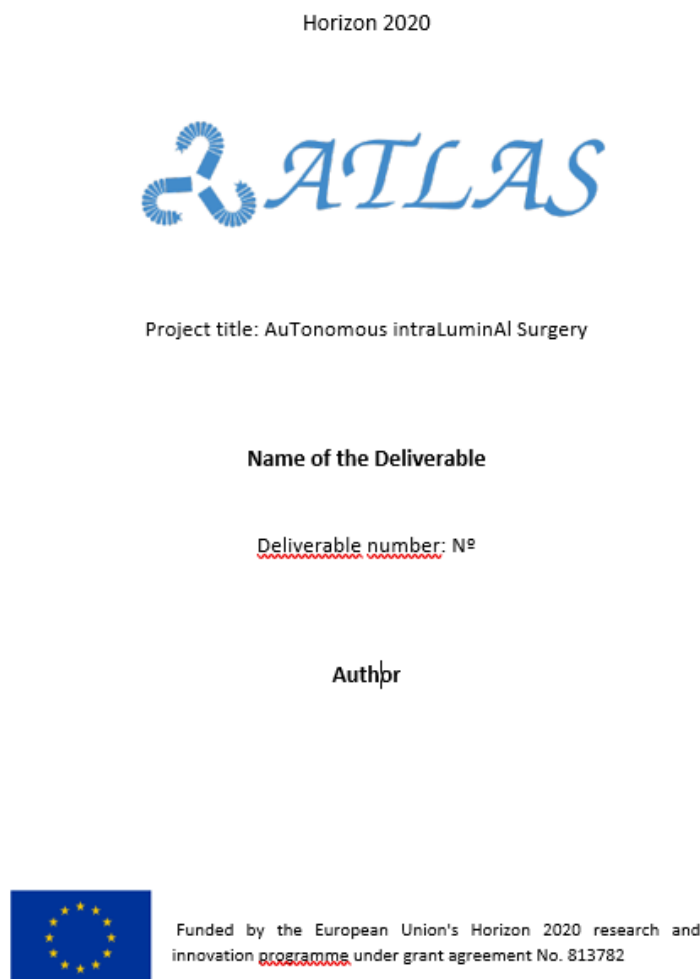 Horizon 2020
ATLAS
Project title: AuTonomous intraLuminAl Surgery
Name of the Deliverable
Deliverable number: Nº
Author
Funded by the European Union's Horizon 2020 research and
innovation programme under grant agreement No. 813782